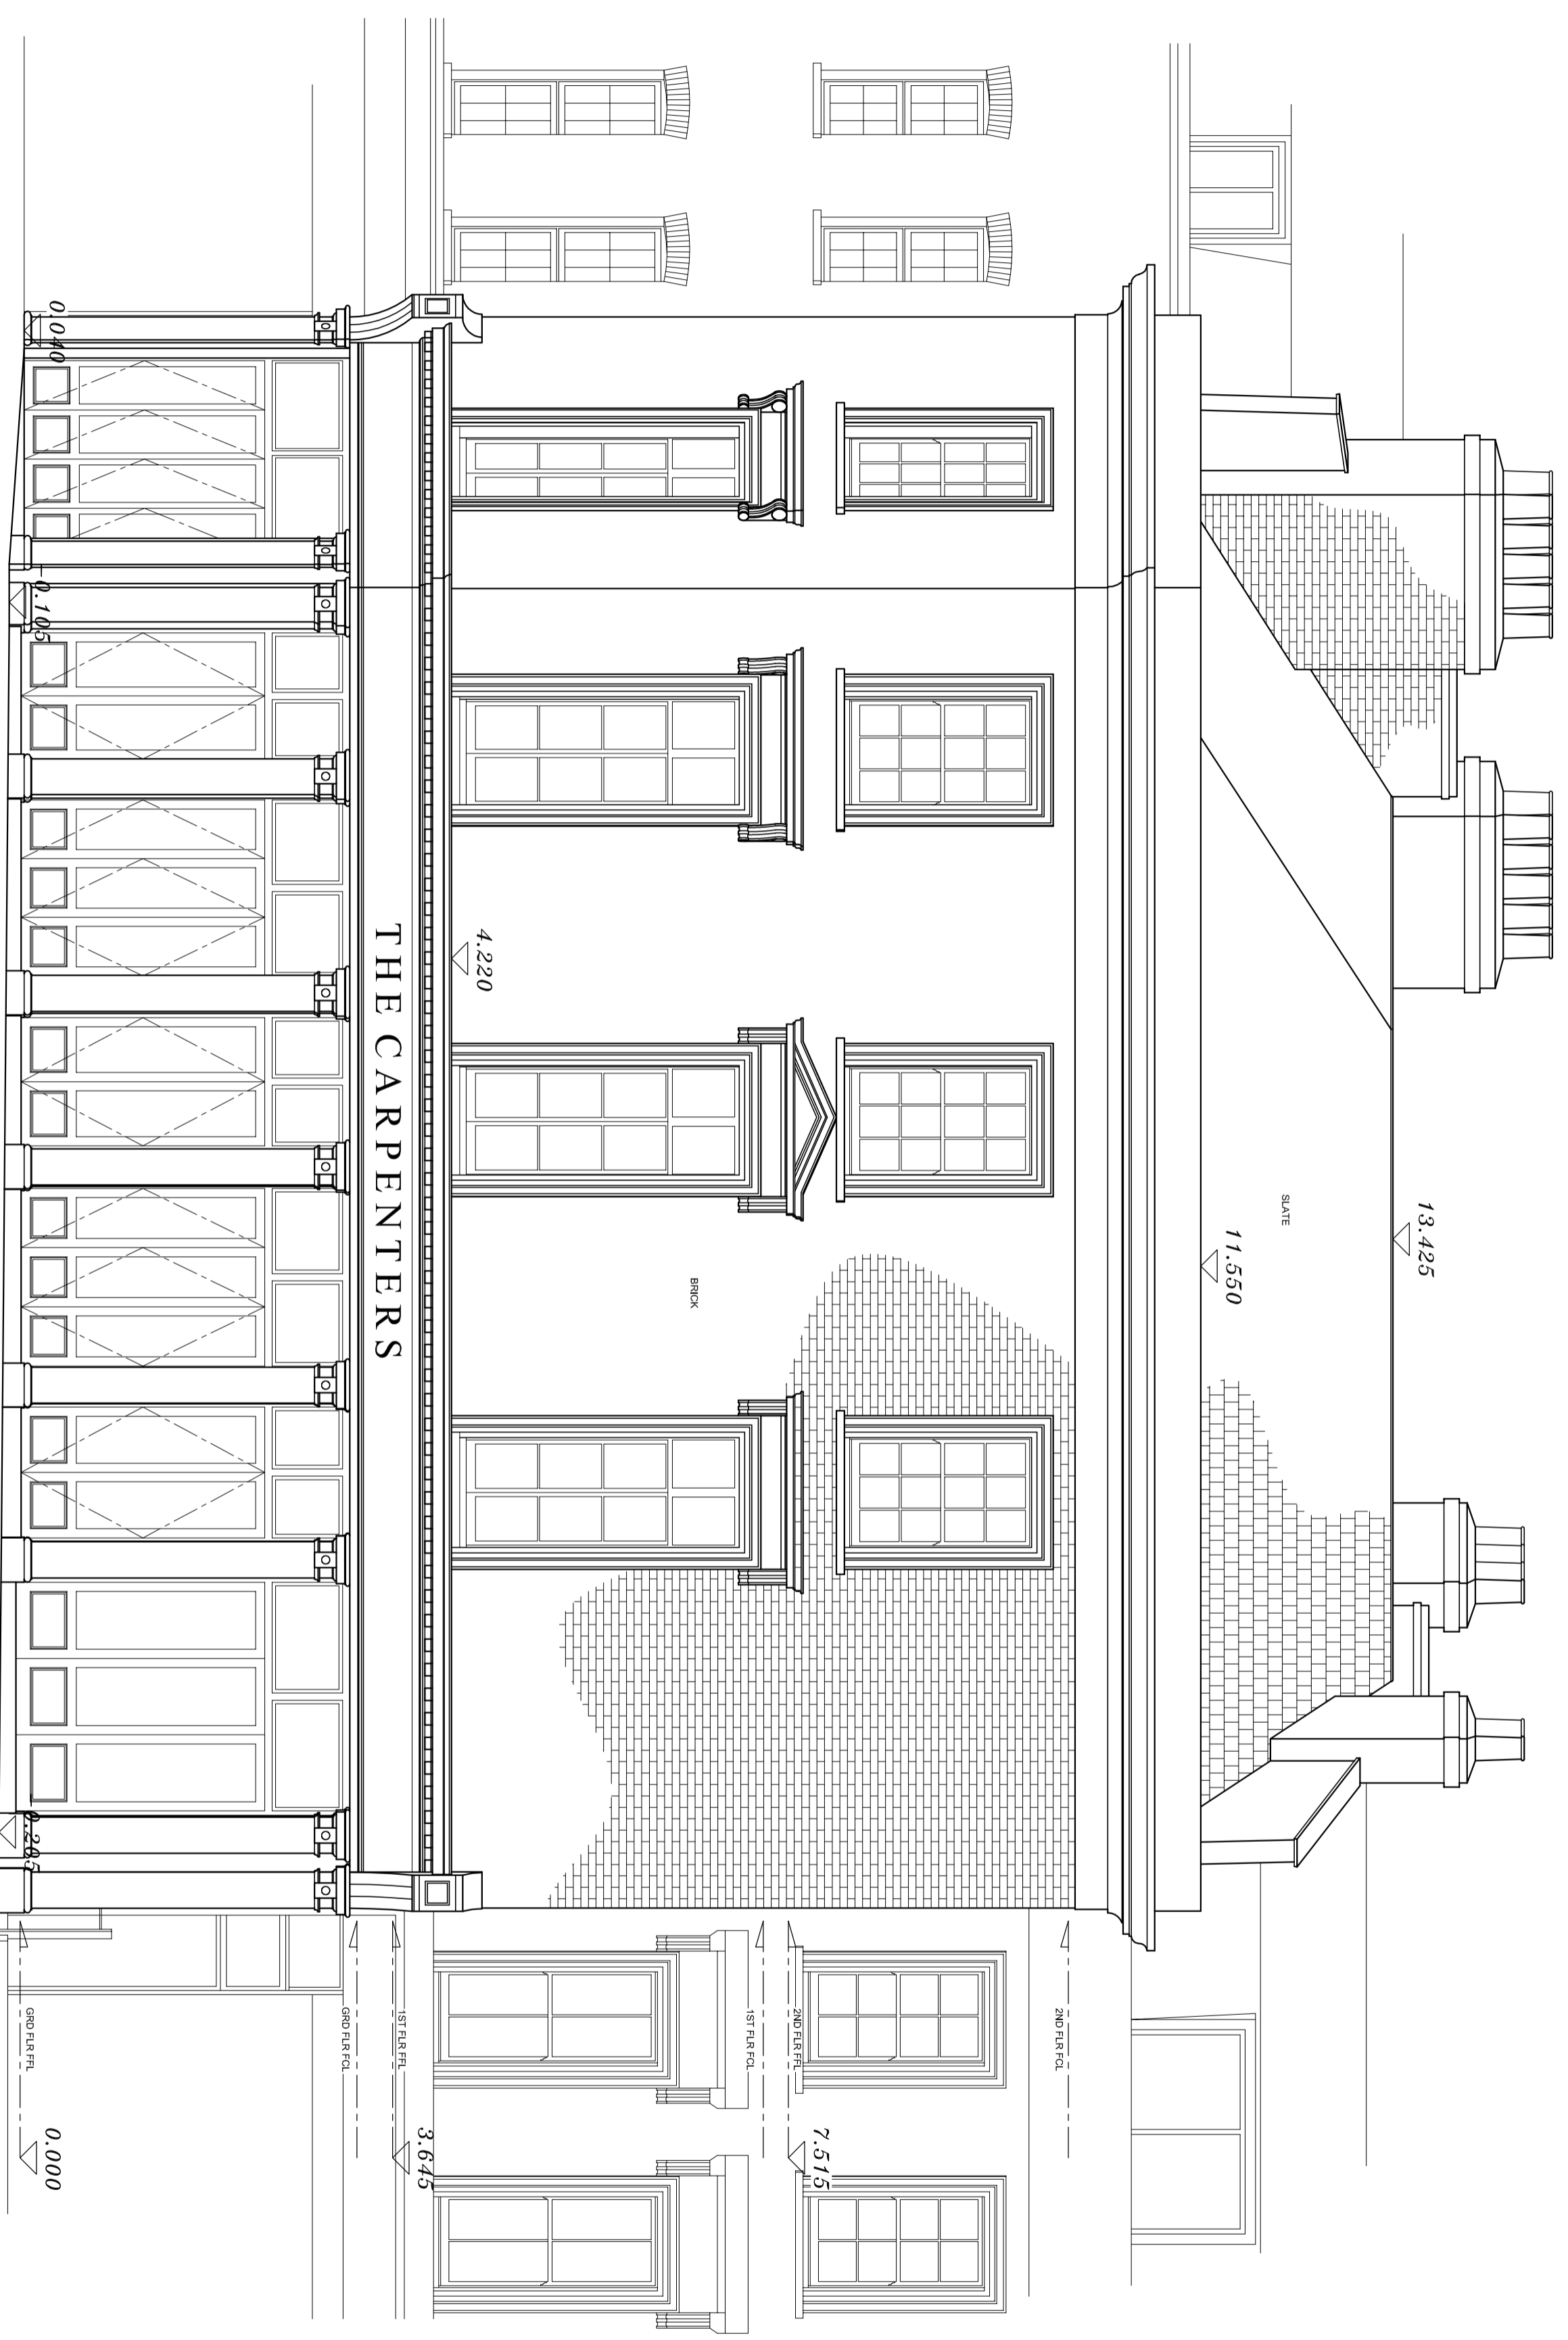 13.425
SLATE
11.550
2ND FLR FCL
7.515
2ND FLR FFL
1ST FLR FCL
BRICK
4.220
3.645
1ST FLR FFL
THE CARPENTERS
GRD FLR FCL
0.040
-0.105
-0.205
0.000
GRD FLR FFL